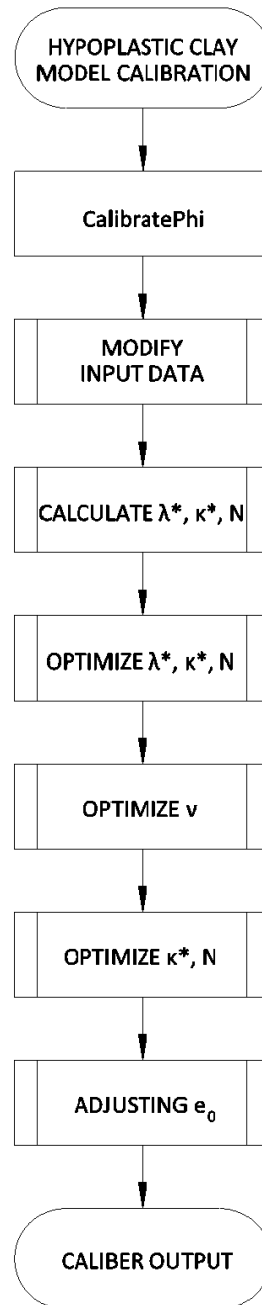 HYPOPLASTIC CLAY
MODEL CALIBRATION
CalibratePhi
MODIFY
INPUT DATA
CALCULATE λ*, κ*, N
OPTIMIZE λ*, κ*, N
OPTIMIZE ν
OPTIMIZE κ*, N
ADJUSTING e₀
CALIBER OUTPUT